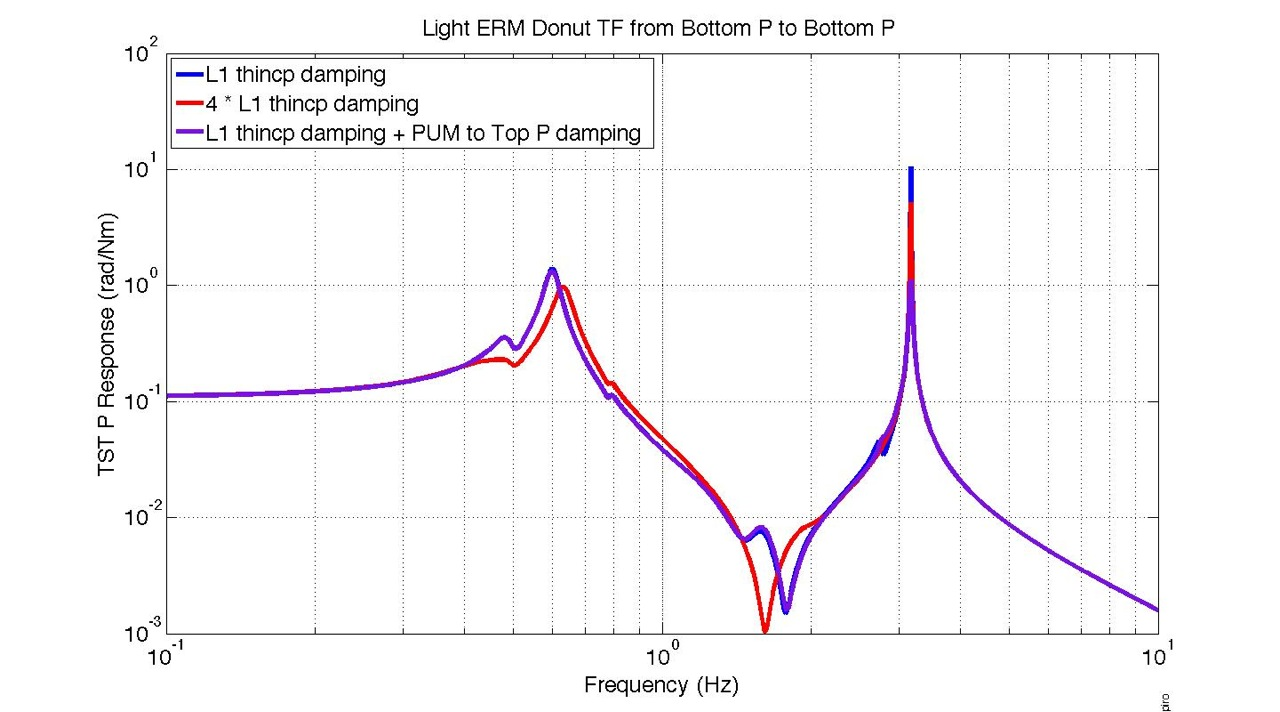 Light ERM Donut TF from Bottom P to Bottom P
10^2
L1 thincp damping
4 * L1 thincp damping
L1 thincp damping + PUM to Top P damping
10^1
10^0
10^-1
10^-2
10^-3
TST P Response (rad/Nm)
10^-1
10^0
10^1
Frequency (Hz)
pro